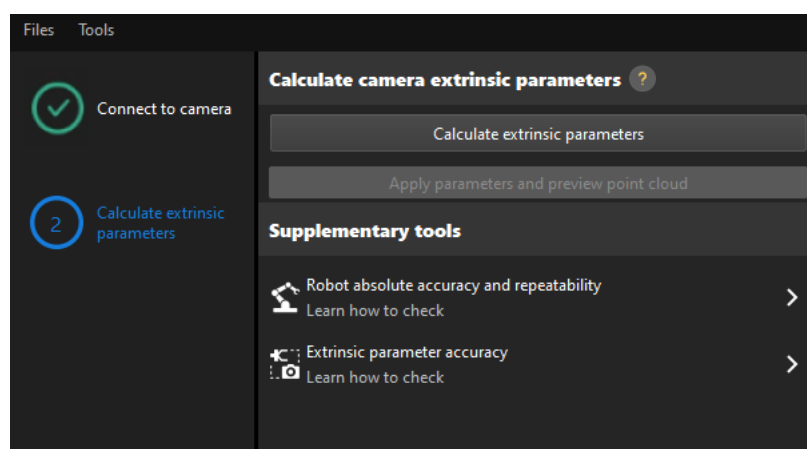 Files Tools
Connect to camera
2
Calculate extrinsic
parameters
Calculate camera extrinsic parameters ?
Calculate extrinsic parameters
Apply parameters and preview point cloud
Supplementary tools
Robot absolute accuracy and repeatability
Learn how to check
Extrinsic parameter accuracy
Learn how to check